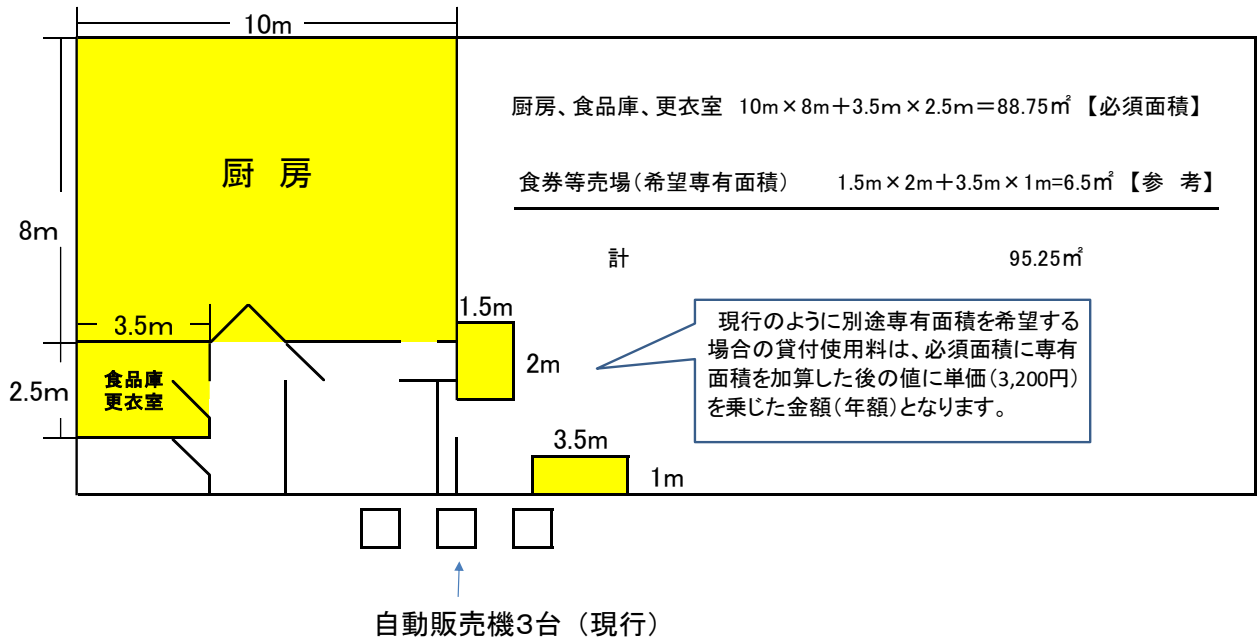 10m
厨房、食品庫、更衣室　10m×8m＋3.5m×2.5m＝88.75㎡ 【必須面積】
厨 房
食券等売場（希望専有面積）　　1.5m×2m＋3.5m×1m=6.5㎡ 【参　考】
8m
計　　95.25㎡
3.5m
1.5m
2m
現行のように別途専有面積を希望する
場合の貸付使用料は、必須面積に専有
面積を加算した後の値に単価（3,200円）
を乗じた金額（年額）となります。
2.5m
食品庫
更衣室
3.5m
1m
自動販売機3台（現行）